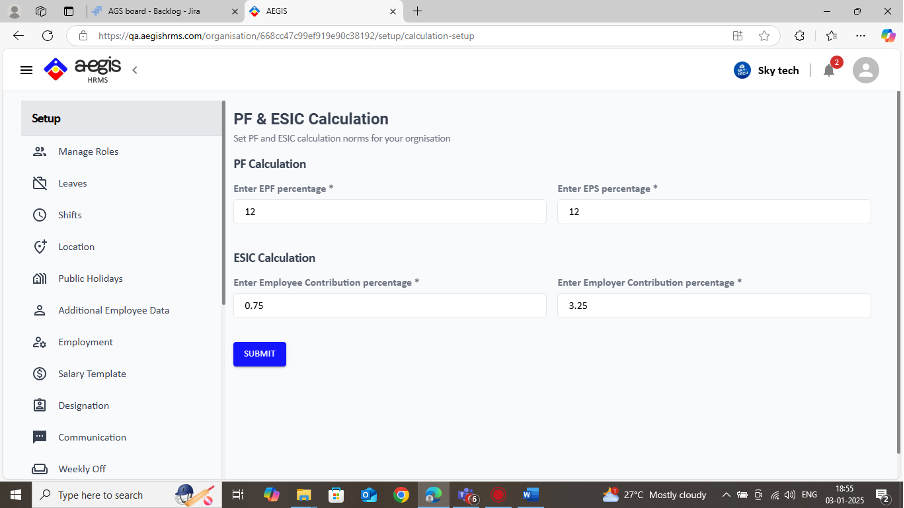 AGS board - Backlog - Jira
AEGIS
https://qa.aegishrms.com/organisation/668cc47c99ef919e90c38192/setup/calculation-setup
aegis
HRMS
Sky tech
2
Setup
Manage Roles
Leaves
Shifts
Location
Public Holidays
Additional Employee Data
Employment
Salary Template
Designation
Communication
Weekly Off
PF & ESIC Calculation
Set PF and ESIC calculation norms for your orgnisation
PF Calculation
Enter EPF percentage * Enter EPS percentage *
12 12
ESIC Calculation
Enter Employee Contribution percentage * Enter Employer Contribution percentage *
0.75 3.25
SUBMIT
Type here to search
6
27°C Mostly cloudy
ENG
18:55
03-01-2025
2